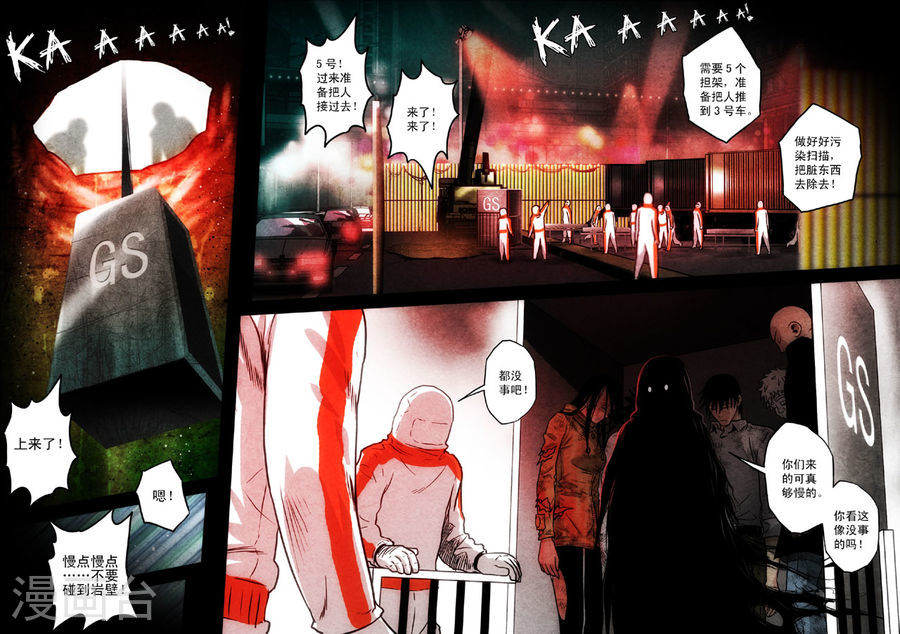 KA A A A A A A!
GS
上来了！
嗯！
慢点慢点
……不要
碰到岩壁！
漫画台
KA A A A A A A!
5号！
过来准
备把人
接过去！
来了！
来了！
需要5个
担架，准
备把人推
到3号车。
做好好污
染扫描，
把脏东西
去除去！
GS
都没
事吧！
GS
你们来
的可真
够慢的。
你看这
像没事
的吗！